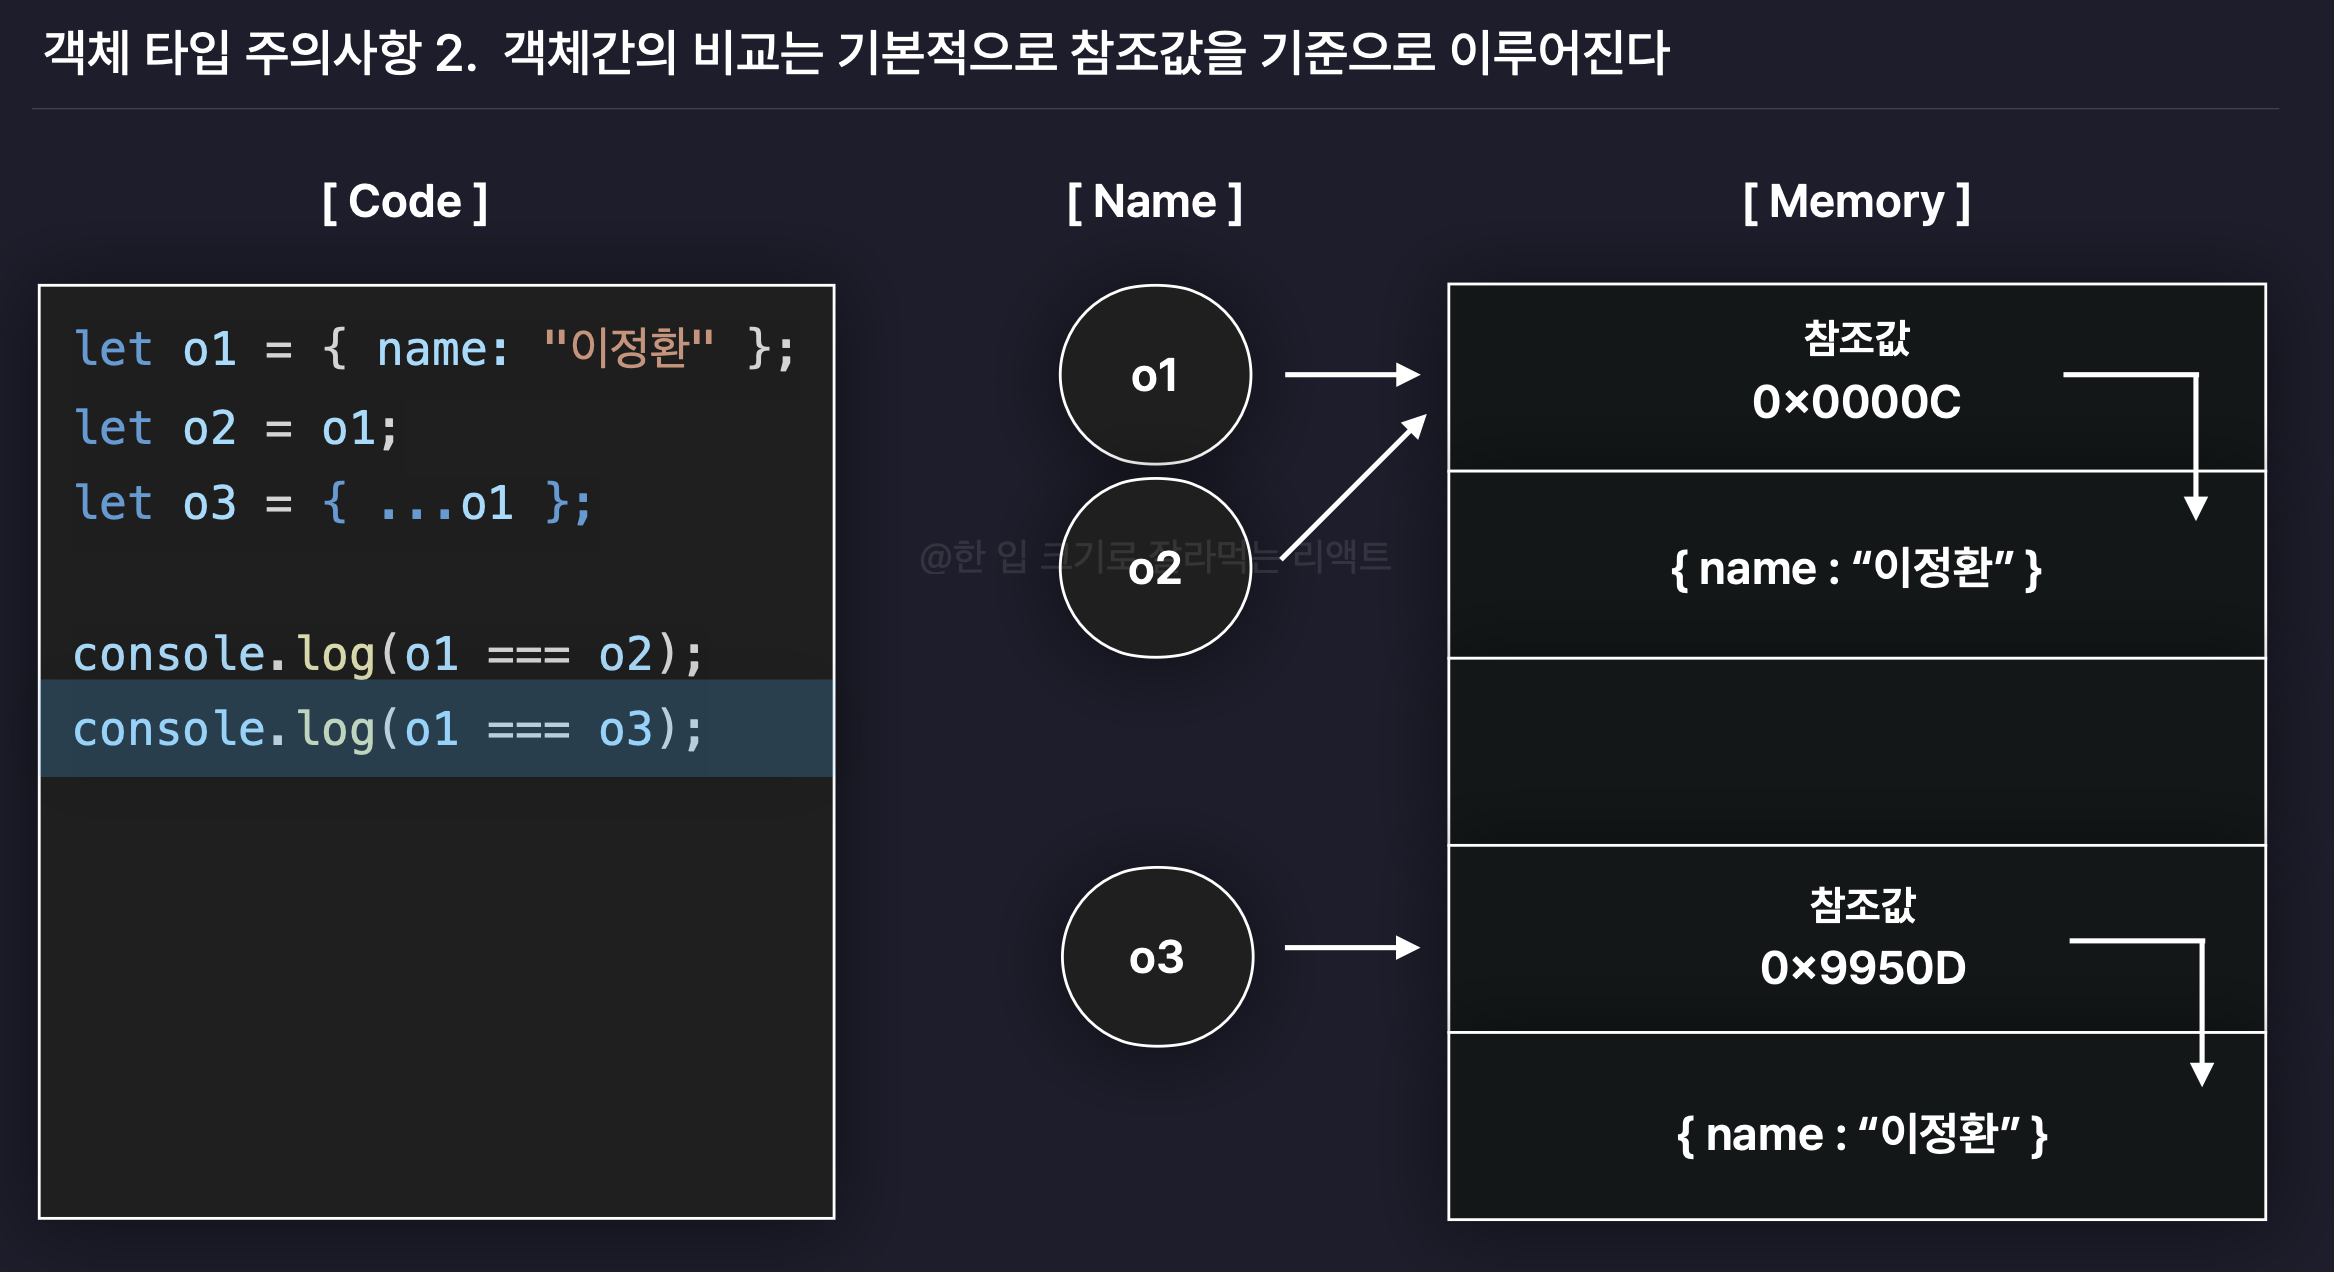 객체 타입 주의사항 2. 객체간의 비교는 기본적으로 참조값을 기준으로 이루어진다
[ Code ]
let o1 = { name: "이정환" };
let o2 = o1;
let o3 = { ...o1 };
console.log(o1 === o2);
console.log(o1 === o3);
[ Name ]
o1
o2
o3
@한 입 크기로 잘라먹는 리액트
[ Memory ]
참조값
0×0000C
{ name : “이정환” }
참조값
0×9950D
{ name : “이정환” }